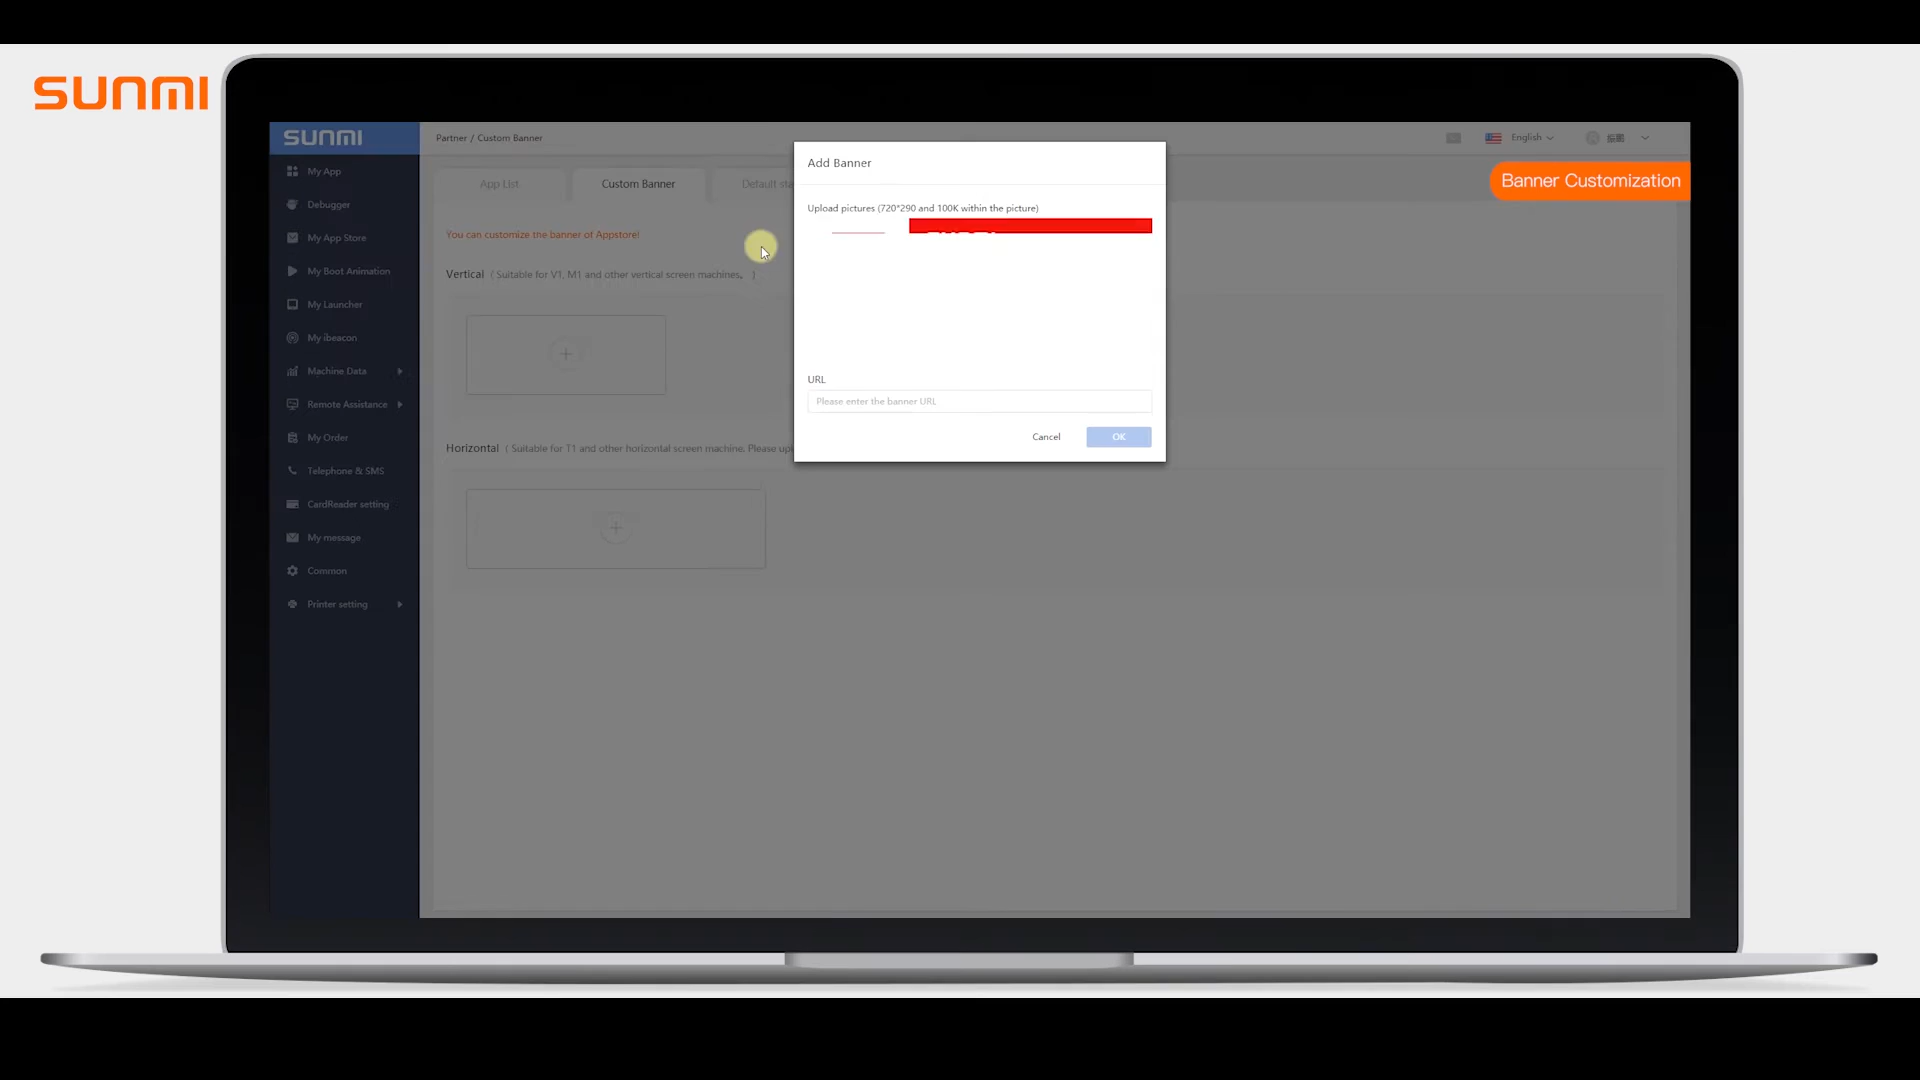 SUNMI
SUNMI
Partner / Custom Banner
English
My App
Debugger
My App Store
My Boot Animation
My Launcher
My ibeacon
Machine Data
Remote Assistance
My Order
Telephone & SMS
CardReader setting
My message
Common
Printer setting
App List
Custom Banner
Default sta
Banner Customization
You can customize the banner of Appstore!
Vertical ( Suitable for V1, M1 and other vertical screen machines。 )
Horizontal ( Suitable for T1 and other horizontal screen machine. Please upl
Add Banner
Upload pictures (720*290 and 100K within the picture)
URL
Please enter the banner URL
Cancel
OK